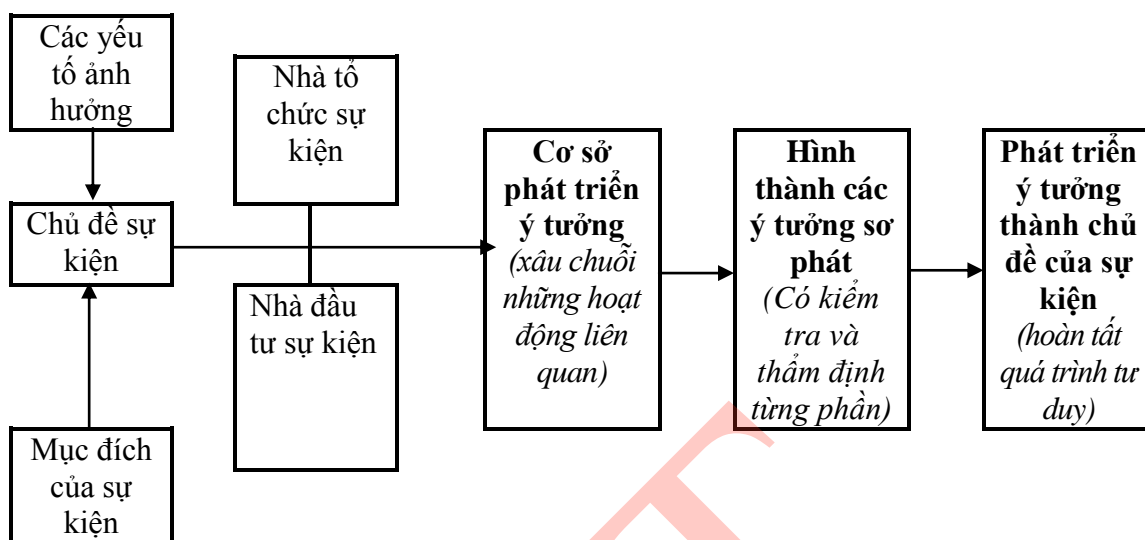 Các yếu
tố ảnh
hưởng
Chủ đề sự
kiện
Mục đích
của sự
kiện
Nhà tổ
chức sự
kiện
Nhà đầu
tư sự kiện
Cơ sở
phát triển
ý tưởng
(xâu chuỗi
những hoạt
động liên
quan)
Hình
thành các
ý tưởng sơ
phát
(Có kiểm
tra và
thẩm định
từng phần)
Phát triển
ý tưởng
thành chủ
đề của sự
kiện
(hoàn tất
quá trình tư
duy)